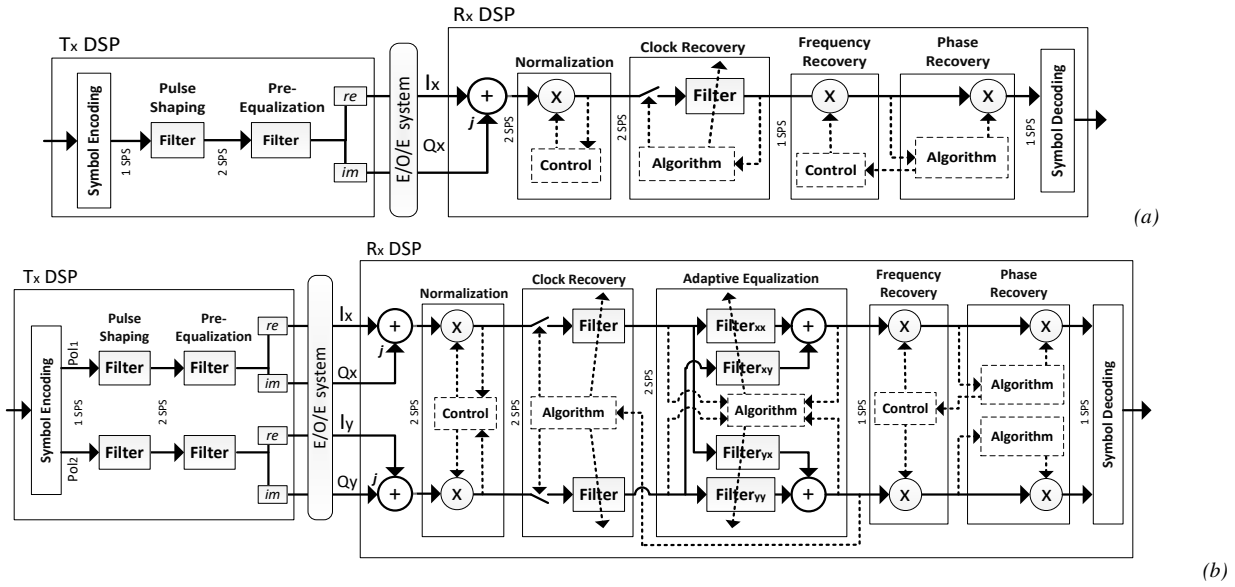 Rx DSP
Tx DSP
Clock Recovery
Frequency Recovery
Phase Recovery
Normalization
Pulse Shaping
Pre-Equalization
Symbol Encoding
1 SPS
Filter
2 SPS
Filter
re
im
E/O/E system
Ix
Qx
+
j
2 SPS
X
Control
2 SPS
Filter
Algorithm
1 SPS
X
Control
X
Algorithm
1 SPS
Symbol Decoding
(a)
Rx DSP
Tx DSP
Clock Recovery
Adaptive Equalization
Frequency Recovery
Phase Recovery
Normalization
Pulse Shaping
Pre-Equalization
Symbol Encoding
Pol1
Pol2
1 SPS
2 SPS
Filter
Filter
Filter
Filter
re
im
re
im
E/O/E system
Ix
Qx
Iy
Qy
+
j
j
+
2 SPS
X
Control
X
2 SPS
Filter
Algorithm
Filter
2 SPS
Filterxx
Filterxy
Algorithm
Filteryx
Filteryy
+
+
1 SPS
X
Control
X
X
Algorithm
Algorithm
X
1 SPS
Symbol Decoding
(b)